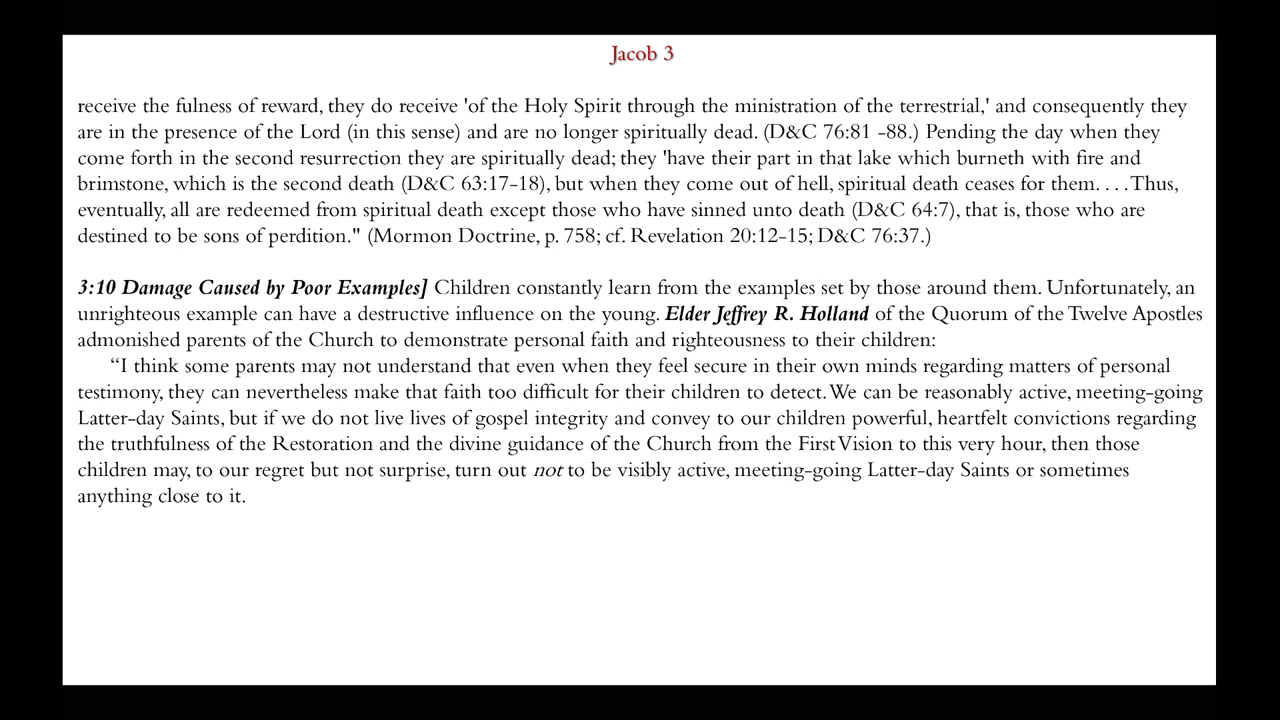 Jacob 3
receive the fulness of reward, they do receive 'of the Holy Spirit through the ministration of the terrestrial,' and consequently they
are in the presence of the Lord (in this sense) and are no longer spiritually dead. (D&C 76:81 -88.) Pending the day when they
come forth in the second resurrection they are spiritually dead; they 'have their part in that lake which burneth with fire and
brimstone, which is the second death (D&C 63:17-18), but when they come out of hell, spiritual death ceases for them. . . . Thus,
eventually, all are redeemed from spiritual death except those who have sinned unto death (D&C 64:7), that is, those who are
destined to be sons of perdition." (Mormon Doctrine, p. 758; cf. Revelation 20:12-15; D&C 76:37.)
3:10 Damage Caused by Poor Examples] Children constantly learn from the examples set by those around them. Unfortunately, an
unrighteous example can have a destructive influence on the young. Elder Jeffrey R. Holland of the Quorum of the Twelve Apostles
admonished parents of the Church to demonstrate personal faith and righteousness to their children:
“I think some parents may not understand that even when they feel secure in their own minds regarding matters of personal
testimony, they can nevertheless make that faith too difficult for their children to detect. We can be reasonably active, meeting-going
Latter-day Saints, but if we do not live lives of gospel integrity and convey to our children powerful, heartfelt convictions regarding
the truthfulness of the Restoration and the divine guidance of the Church from the First Vision to this very hour, then those
children may, to our regret but not surprise, turn out not to be visibly active, meeting-going Latter-day Saints or sometimes
anything close to it.